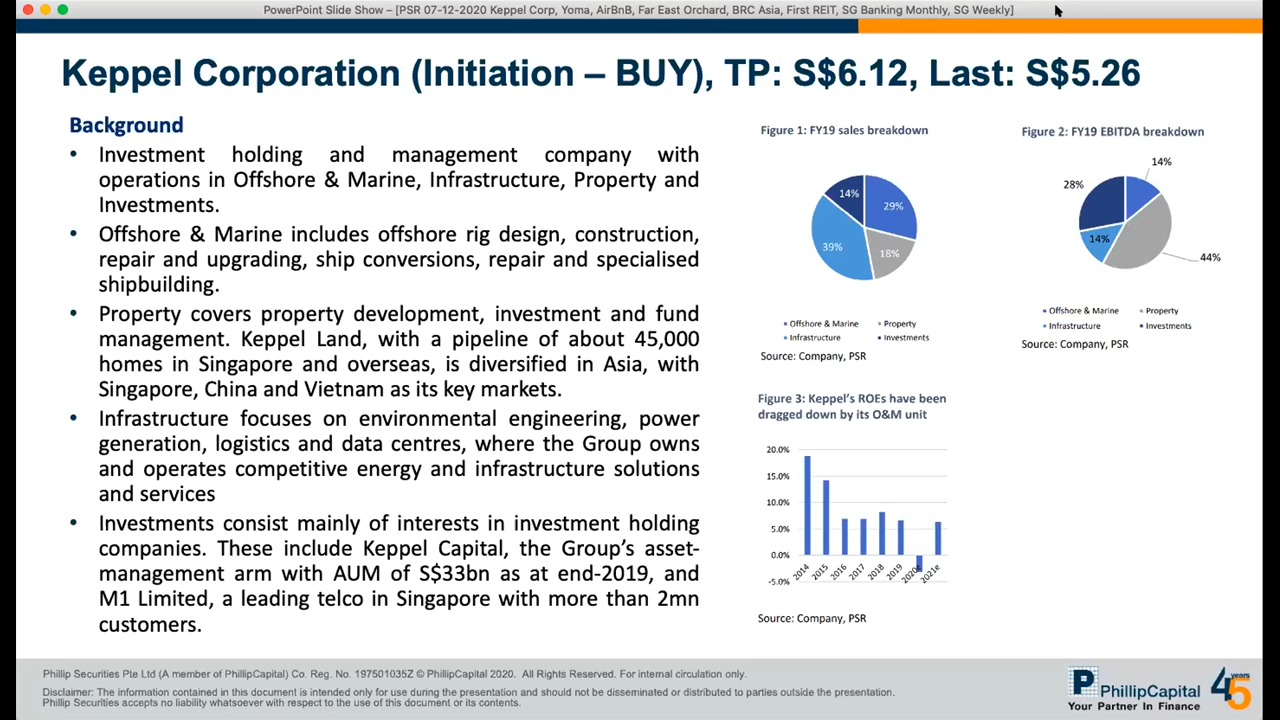 PowerPoint Slide Show – [PSR 07-12-2020 Keppel Corp, Yoma, AirBnB, Far East Orchard, BRC Asia, First REIT, SG Banking Monthly, SG Weekly]
Keppel Corporation (Initiation – BUY), TP: S$6.12, Last: S$5.26
Background
• Investment holding and management company with
operations in Offshore & Marine, Infrastructure, Property and
Investments.
• Offshore & Marine includes offshore rig design, construction,
repair and upgrading, ship conversions, repair and specialised
shipbuilding.
• Property covers property development, investment and fund
management. Keppel Land, with a pipeline of about 45,000
homes in Singapore and overseas, is diversified in Asia, with
Singapore, China and Vietnam as its key markets.
• Infrastructure focuses on environmental engineering, power
generation, logistics and data centres, where the Group owns
and operates competitive energy and infrastructure solutions
and services
• Investments consist mainly of interests in investment holding
companies. These include Keppel Capital, the Group's asset-
management arm with AUM of S$33bn as at end-2019, and
M1 Limited, a leading telco in Singapore with more than 2mn
customers.
Figure 1: FY19 sales breakdown
14%
29%
39%
18%
Offshore & Marine Property
Infrastructure Investments
Source: Company, PSR
Figure 2: FY19 EBITDA breakdown
14%
28%
14%
44%
Offshore & Marine Property
Infrastructure Investments
Source: Company, PSR
Figure 3: Keppel's ROEs have been
dragged down by its O&M unit
20.0%
15.0%
10.0%
5.0%
0.0%
-5.0%
2014 2015 2016 2017 2018 2019 2020e 2021e
Source: Company, PSR
Phillip Securities Pte Ltd (A member of PhillipCapital) Co. Reg. No. 197501035Z © PhillipCapital 2020. All Rights Reserved. For internal circulation only.
Disclaimer: The information contained in this document is intended only for use during the presentation and should not be disseminated or distributed to parties outside the presentation.
Phillip Securities accepts no liability whatsoever with respect to the use of this document or its contents.
P PhillipCapital
Your Partner In Finance
45 years